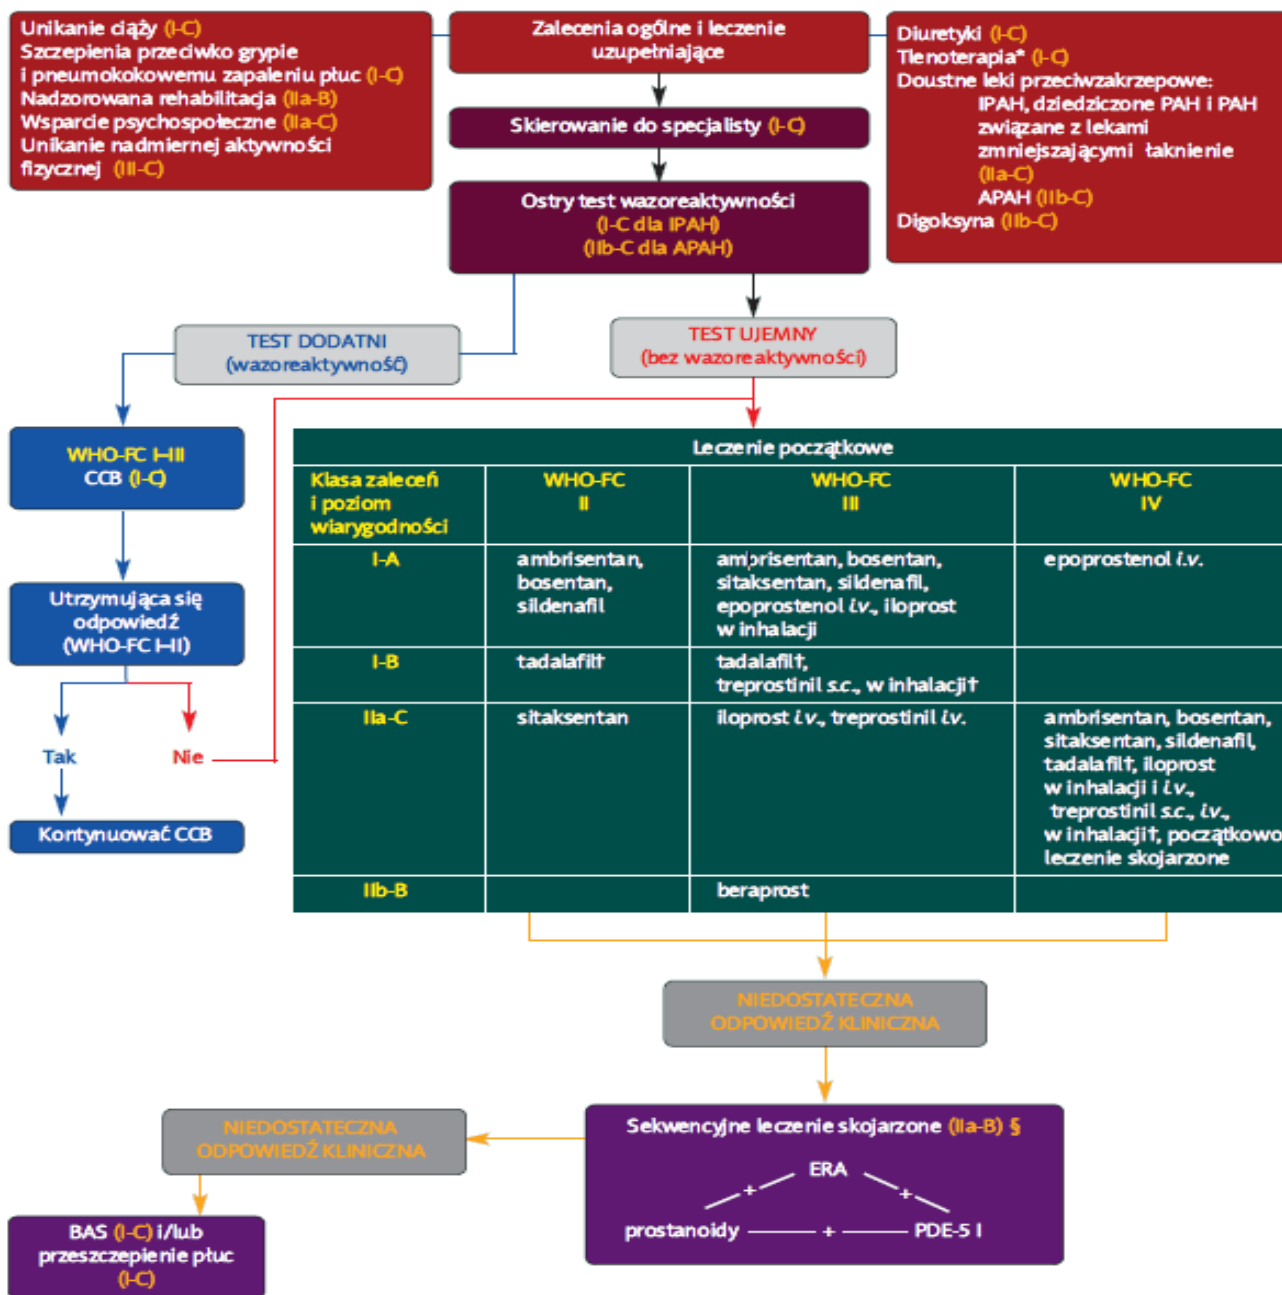 Unikanie ciąży (I-C)
Szczepienia przeciwko grypie
i pneumokokowemu zapaleniu płuc (I-C)
Nadzorowana rehabilitacja (IIa-B)
Wsparcie psychospołeczne (IIa-C)
Unikanie nadmiernej aktywności
fizycznej (III-C)
Zalecenia ogólne i leczenie
uzupełniające
Diuretyki (I-C)
Tlenoterapia* (I-C)
Doustne leki przeciwzakrzepowe:
IPAH, dziedziczone PAH i PAH
związane z lekami
zmniejszającymi łaknienie
(IIa-C)
APAH (IIb-C)
Digoksyna (IIb-C)
Skierowanie do specjalisty (I-C)
Ostry test wazoreaktywności
(I-C dla IPAH)
(IIb-C dla APAH)
TEST DODATNI
(wazoreaktywność)
TEST UJEMNY
(bez wazoreaktywności)
WHO-FC I–III
CCB (I-C)
Utrzymująca się
odpowiedź
(WHO-FC I–II)
Tak
Nie
Kontynuować CCB
Leczenie początkowe
Klasa zaleceń
i poziom
wiarygodności
WHO-FC
II
WHO-FC
III
WHO-FC
IV
I-A
ambrisentan,
bosentan,
sildenafil
ambrisentan, bosentan,
sitaksentan, sildenafil,
epoprostenol i.v., iloprost
w inhalacji
epoprostenol i.v.
I-B
tadalafil†
tadalafil†,
treprostinil s.c., w inhalacji†
IIa-C
sitaksentan
iloprost i.v., treprostinil i.v.
ambrisentan, bosentan,
sitaksentan, sildenafil,
tadalafil†, iloprost
w inhalacji i i.v.,
treprostinil s.c., i.v.,
w inhalacji†, początkowo
leczenie skojarzone
IIb-B
beraprost
NIEDOSTATECZNA
ODPOWIEDŹ KLINICZNA
Sekwencyjne leczenie skojarzone (IIa-B) §
ERA
+ +
prostanoidy + PDE-5 I
NIEDOSTATECZNA
ODPOWIEDŹ KLINICZNA
BAS (I-C) i/lub
przeszczepienie płuc
(I-C)